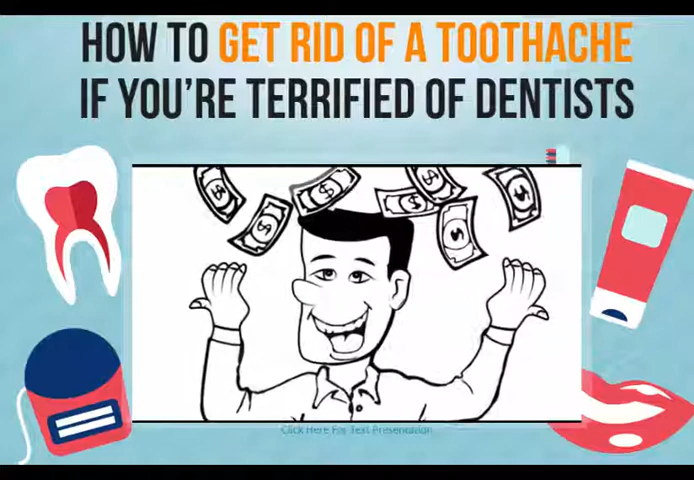 HOW TO GET RID OF A TOOTHACHE
IF YOU'RE TERRIFIED OF DENTISTS
Click Here For Text Presentation